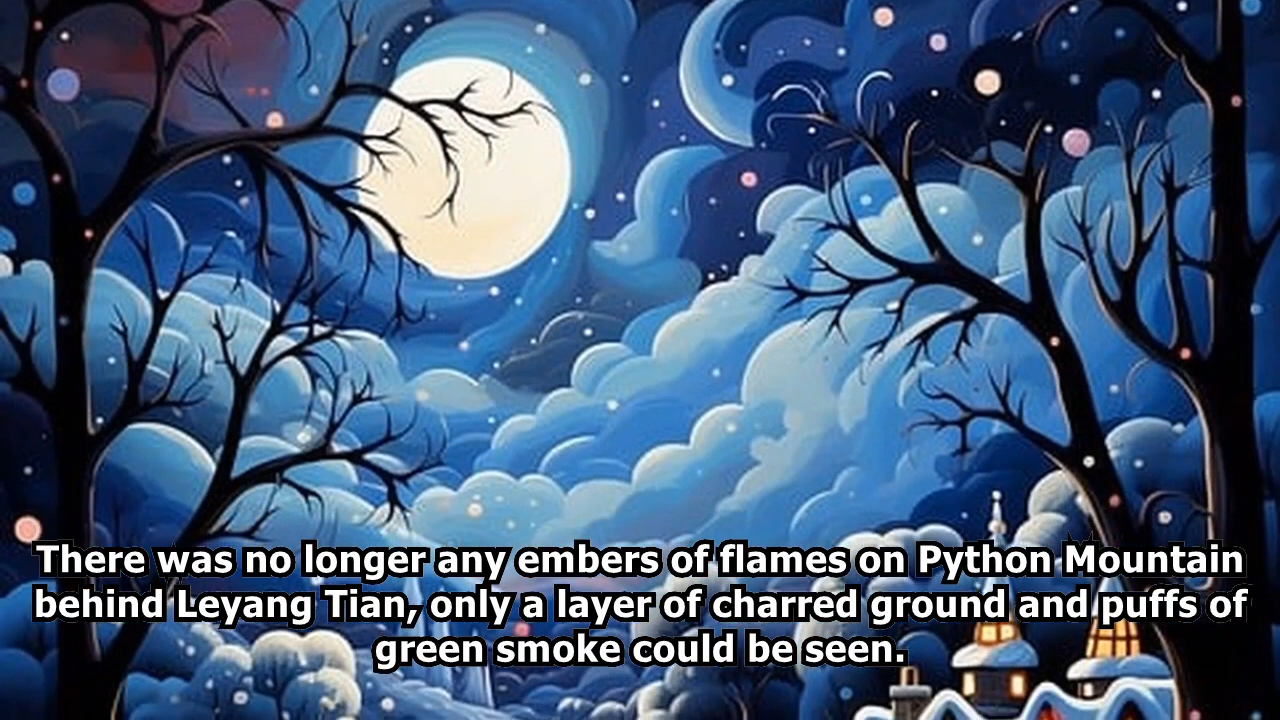 There was no longer any embers of flames on Python Mountain
behind Leyang Tian, only a layer of charred ground and puffs of
green smoke could be seen.